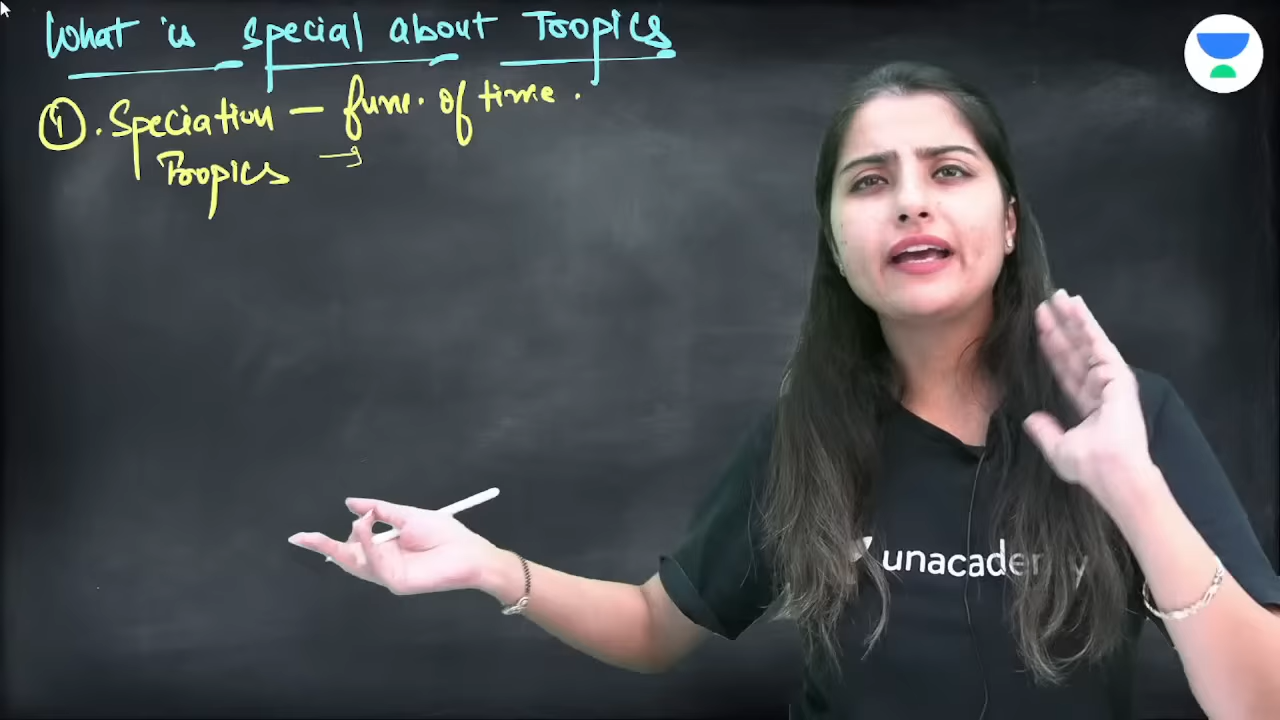 What is special about Tropics
①. Speciation – func. of time.
Tropics →
unacademy